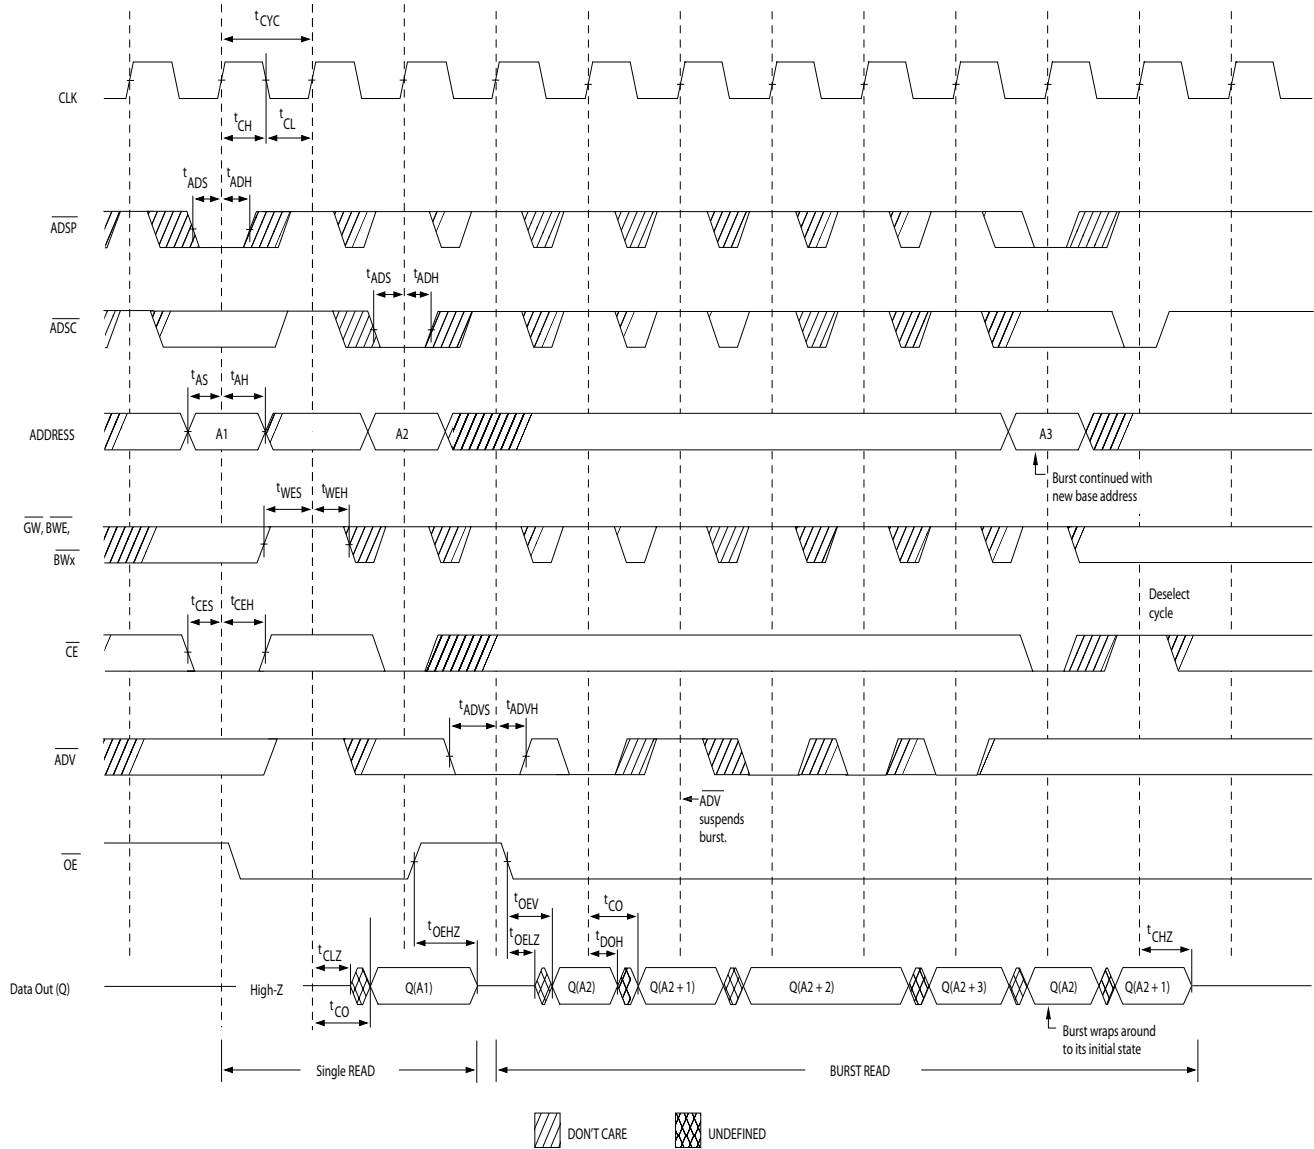 tCYC
CLK
tCH
tCL
tADS
tADH
ADSP
tADS
tADH
ADSC
tAS
tAH
ADDRESS
A1
A2
A3
Burst continued with
new base address
tWES
tWEH
GW, BWE,
BWx
tCES
tCEH
Deselect
cycle
CE
tADVS
tADVH
ADV
ADV
suspends
burst.
OE
tOEV
tCO
tOEHZ
tOELZ
tDOH
tCHZ
tCLZ
Data Out (Q)
High-Z
Q(A1)
Q(A2)
Q(A2 + 1)
Q(A2 + 2)
Q(A2 + 3)
Q(A2)
Q(A2 + 1)
tCO
Burst wraps around
to its initial state
Single READ
BURST READ
DON'T CARE
UNDEFINED